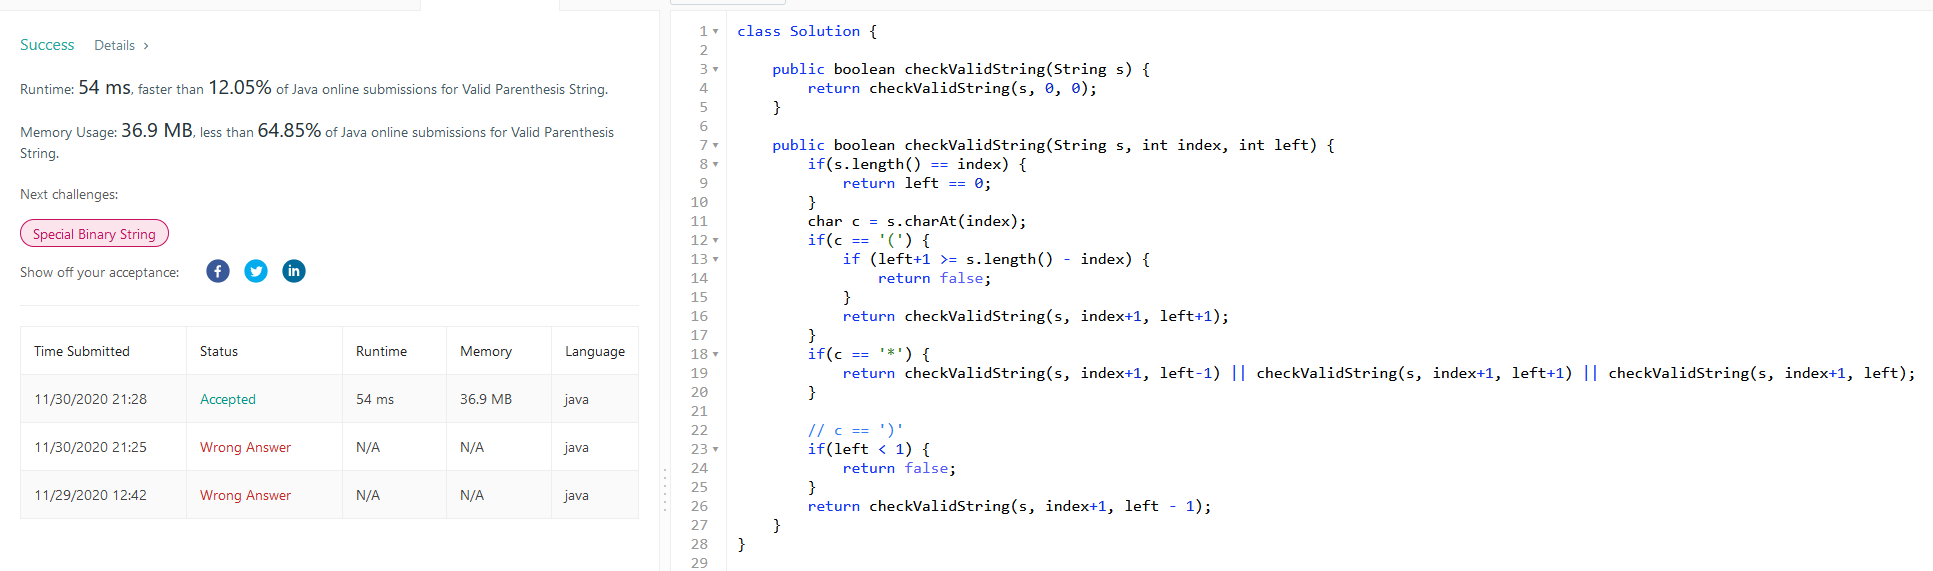 Success Details >
Runtime: 54 ms, faster than 12.05% of Java online submissions for Valid Parenthesis String.
Memory Usage: 36.9 MB, less than 64.85% of Java online submissions for Valid Parenthesis
String.
Next challenges:
Special Binary String
Show off your acceptance: f in
Time Submitted Status Runtime Memory Language
11/30/2020 21:28 Accepted 54 ms 36.9 MB java
11/30/2020 21:25 Wrong Answer N/A N/A java
11/29/2020 12:42 Wrong Answer N/A N/A java
1 class Solution {
2
3     public boolean checkValidString(String s) {
4         return checkValidString(s, 0, 0);
5     }
6
7     public boolean checkValidString(String s, int index, int left) {
8         if(s.length() == index) {
9             return left == 0;
10         }
11         char c = s.charAt(index);
12         if(c == '(') {
13             if (left+1 >= s.length() - index) {
14                 return false;
15             }
16             return checkValidString(s, index+1, left+1);
17         }
18         if(c == '*') {
19             return checkValidString(s, index+1, left-1) || checkValidString(s, index+1, left+1) || checkValidString(s, index+1, left);
20         }
21
22         // c == ')'
23         if(left < 1) {
24             return false;
25         }
26         return checkValidString(s, index+1, left - 1);
27     }
28 }
29